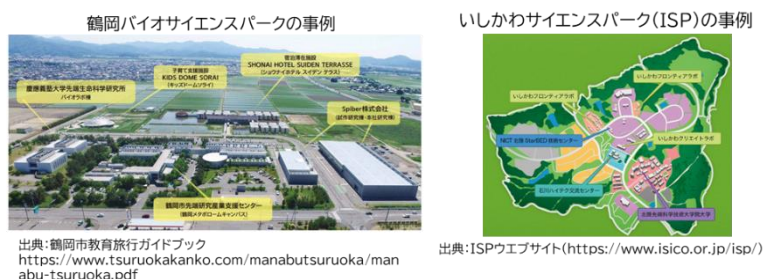 鶴岡バイオサイエンスパークの事例
いしかわサイエンスパーク(ISP)の事例
宿泊滞在施設
SHONAI HOTEL SUIDEN TERRASSE
(ショウナイホテル スイデン テラス)
子育て支援施設
KIDS DOME SORAI
(キッズドームソライ)
慶應義塾大学先端生命科学研究所
バイオラボ棟
Spiber株式会社
(試作研究棟・本社研究棟)
鶴岡市先端研究産業支援センター
(鶴岡メタボロームキャンパス)
いしかわフロンティアラボ
いしかわフロンティアラボ
いしかわクリエイトラボ
NICT 北陸 StarBED 技術センター
石川ハイテク交流センター
北陸先端科学技術大学院大学
出典:鶴岡市教育旅行ガイドブック
https://www.tsuruokakanko.com/manabutsuruoka/man
abu-tsuruoka.pdf
出典:ISPウエブサイト(https://www.isico.or.jp/isp/)